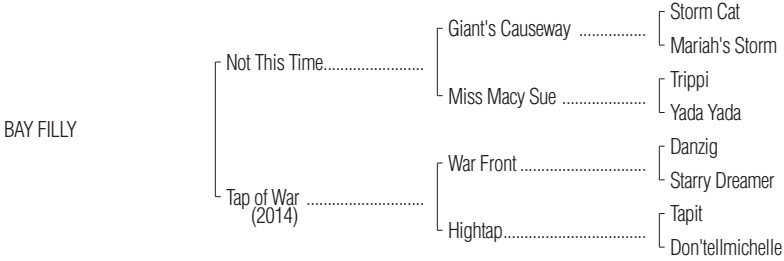 Storm Cat
Giant's Causeway ................
Mariah's Storm
Not This Time........................
Trippi
Miss Macy Sue ....................
Yada Yada
BAY FILLY
Danzig
War Front ..............................
Starry Dreamer
Tap of War ............................
(2014)
Tapit
Hightap..................................
Don'tellmichelle